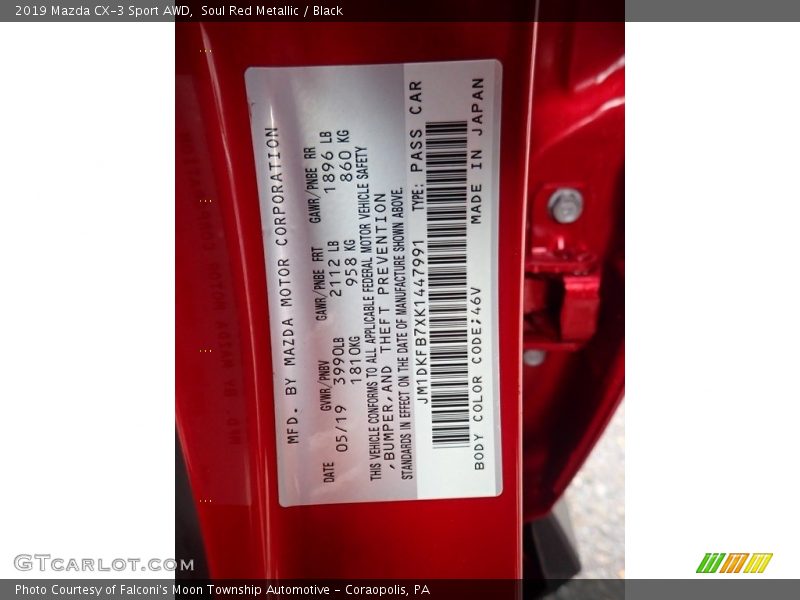 2019 Mazda CX-3 Sport AWD,  Soul Red Metallic / Black
MFD. BY MAZDA MOTOR CORPORATION
DATE GVWR/PNBV GAWR/PNBE FRT GAWR/PNBE RR
05/19 3990LB 2112 LB 1896 LB
1810KG 958 KG 860 KG
THIS VEHICLE CONFORMS TO ALL APPLICABLE FEDERAL MOTOR VEHICLE SAFETY
,BUMPER,AND THEFT PREVENTION
STANDARDS IN EFFECT ON THE DATE OF MANUFACTURE SHOWN ABOVE.
JM1DKFB7XK1447991 TYPE: PASS CAR
BODY COLOR CODE:46V MADE IN JAPAN
GTcarlot.com
Photo Courtesy of Falconi's Moon Township Automotive - Coraopolis, PA